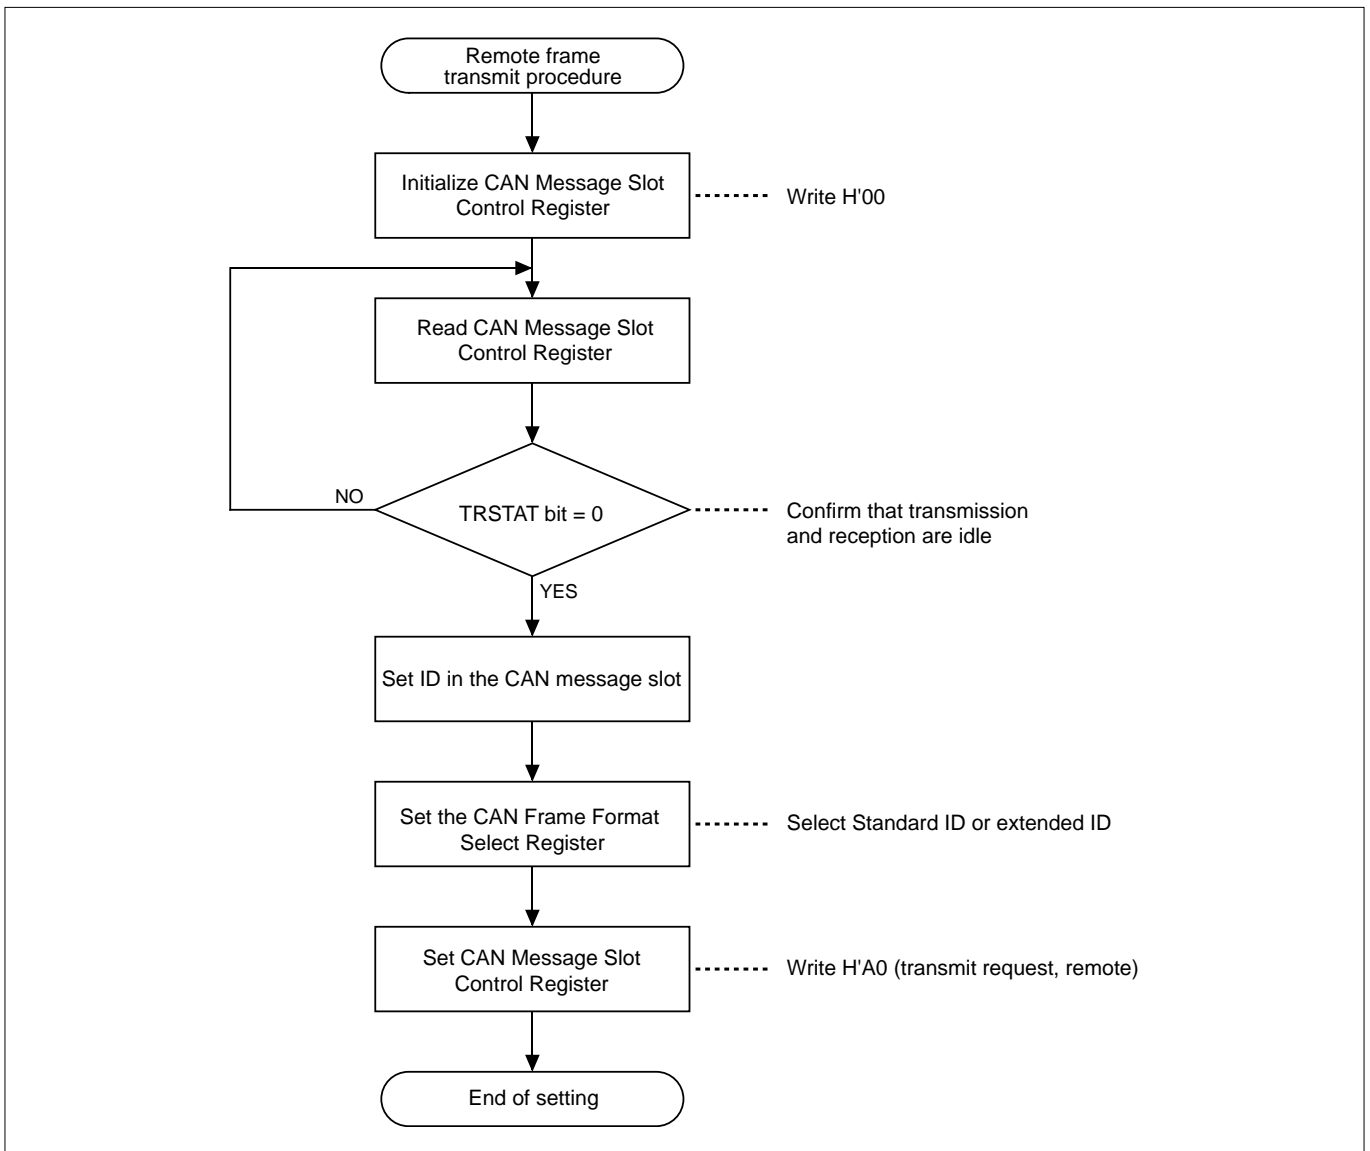 Remote frame
transmit procedure
Initialize CAN Message Slot
Control Register
Write H'00
Read CAN Message Slot
Control Register
NO
TRSTAT bit = 0
Confirm that transmission
and reception are idle
YES
Set ID in the CAN message slot
Set the CAN Frame Format
Select Register
Select Standard ID or extended ID
Set CAN Message Slot
Control Register
Write H'A0 (transmit request, remote)
End of setting